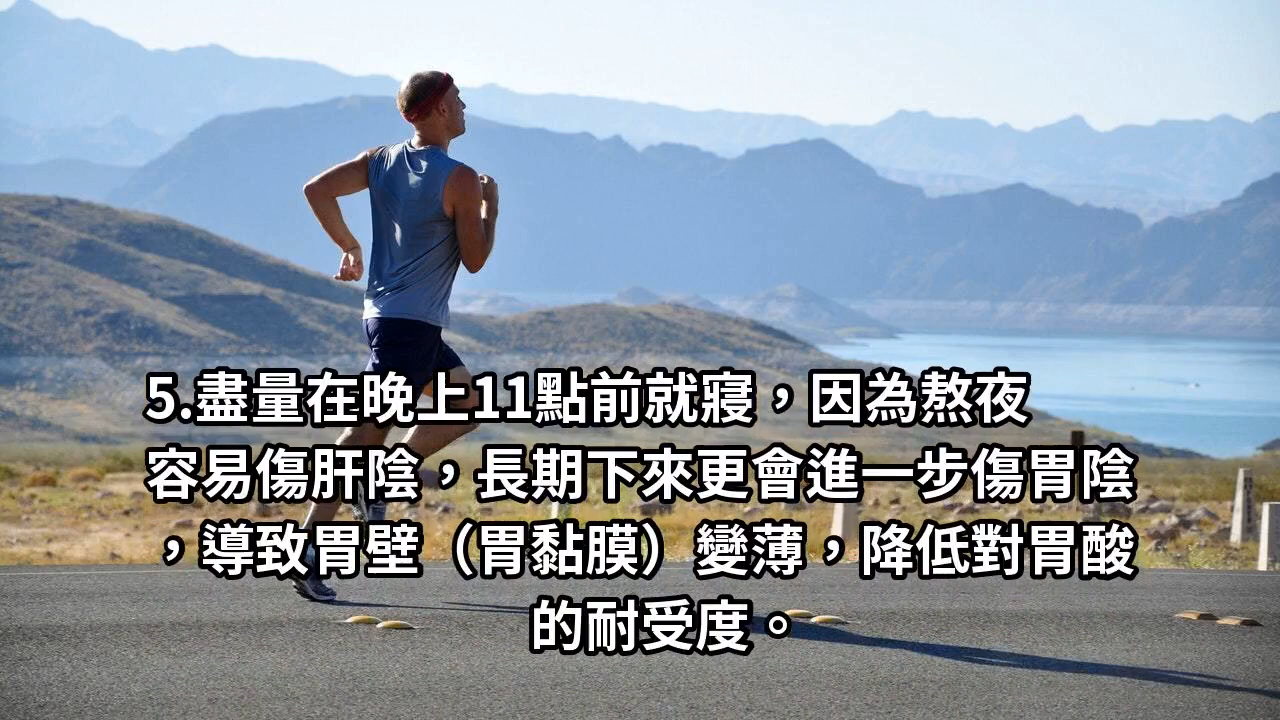 5.盡量在晚上11點前就寢，因為熬夜
容易傷肝陰，長期下來更會進一步傷胃陰
，導致胃壁（胃黏膜）變薄，降低對胃酸
的耐受度。